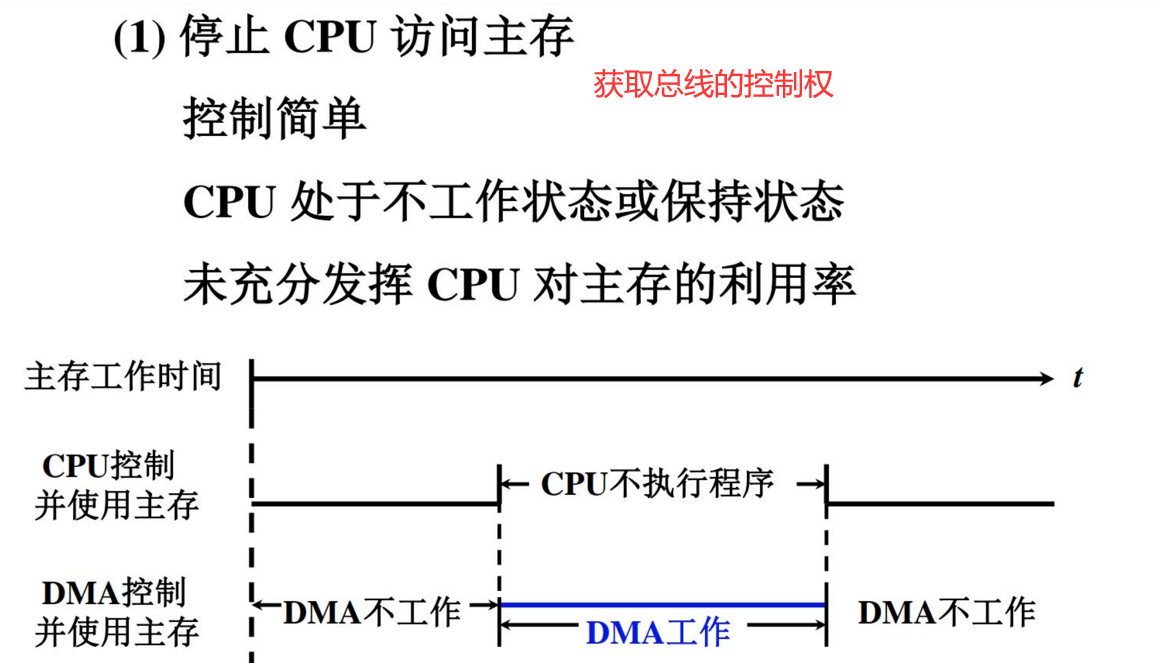 (1) 停止 CPU 访问主存
获取总线的控制权
控制简单
CPU 处于不工作状态或保持状态
未充分发挥 CPU 对主存的利用率
主存工作时间
t
CPU控制
并使用主存
CPU不执行程序
DMA控制
并使用主存
DMA不工作
DMA工作
DMA不工作